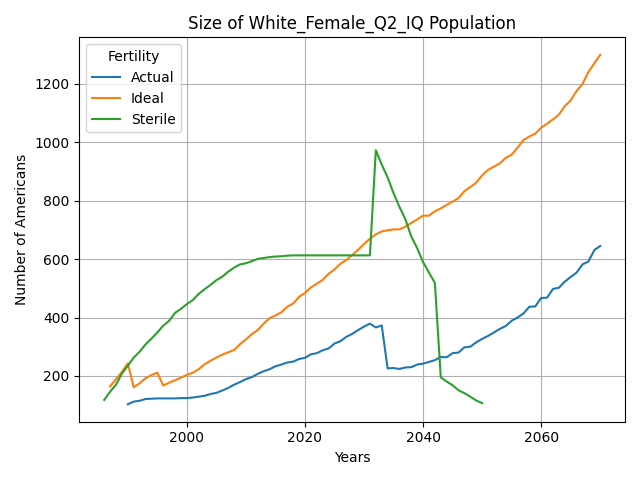 Size of White_Female_Q2_IQ Population
Fertility
Actual
Ideal
Sterile
Number of Americans
1200
1000
800
600
400
200
2000
2020
2040
2060
Years